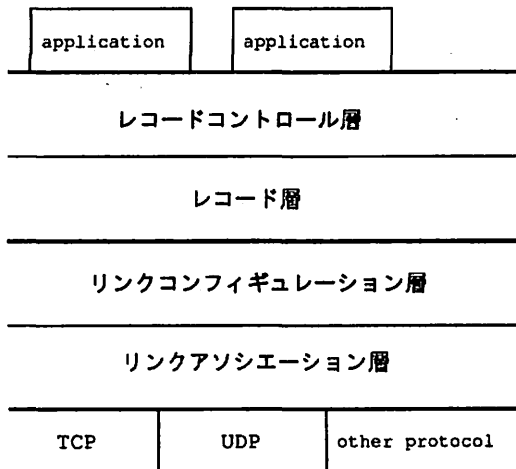 application application
レコードコントロール層
レコード層
リンクコンフィギュレーション層
リンクアソシエーション層
TCP UDP other protocol